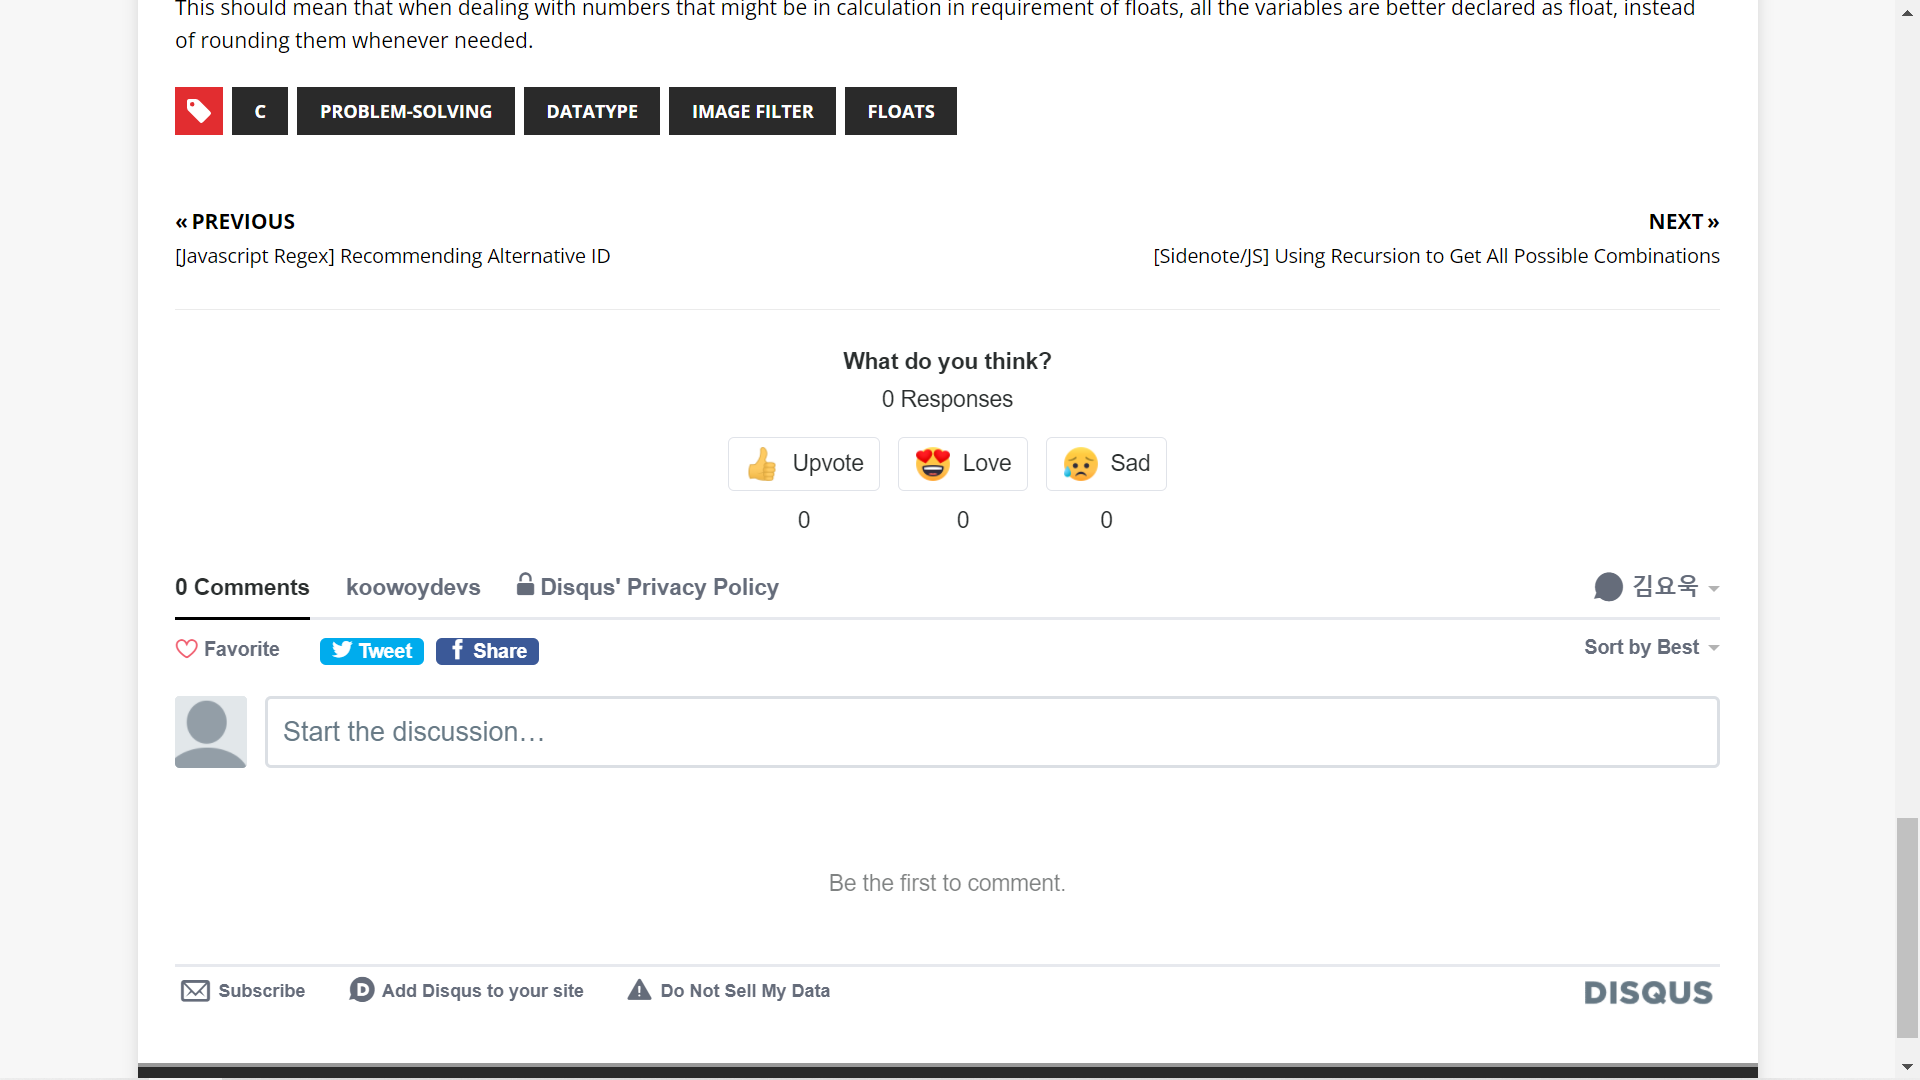 This should mean that when dealing with numbers that might be in calculation in requirement of floats, all the variables are better declared as float, instead
of rounding them whenever needed.
C PROBLEM-SOLVING DATATYPE IMAGE FILTER FLOATS
« PREVIOUS NEXT »
[Javascript Regex] Recommending Alternative ID [Sidenote/JS] Using Recursion to Get All Possible Combinations
What do you think?
0 Responses
Upvote Love Sad
0 0 0
0 Comments koowoydevs Disqus' Privacy Policy 김요욱
Favorite Tweet Share Sort by Best
Start the discussion…
Be the first to comment.
Subscribe Add Disqus to your site Do Not Sell My Data DISQUS